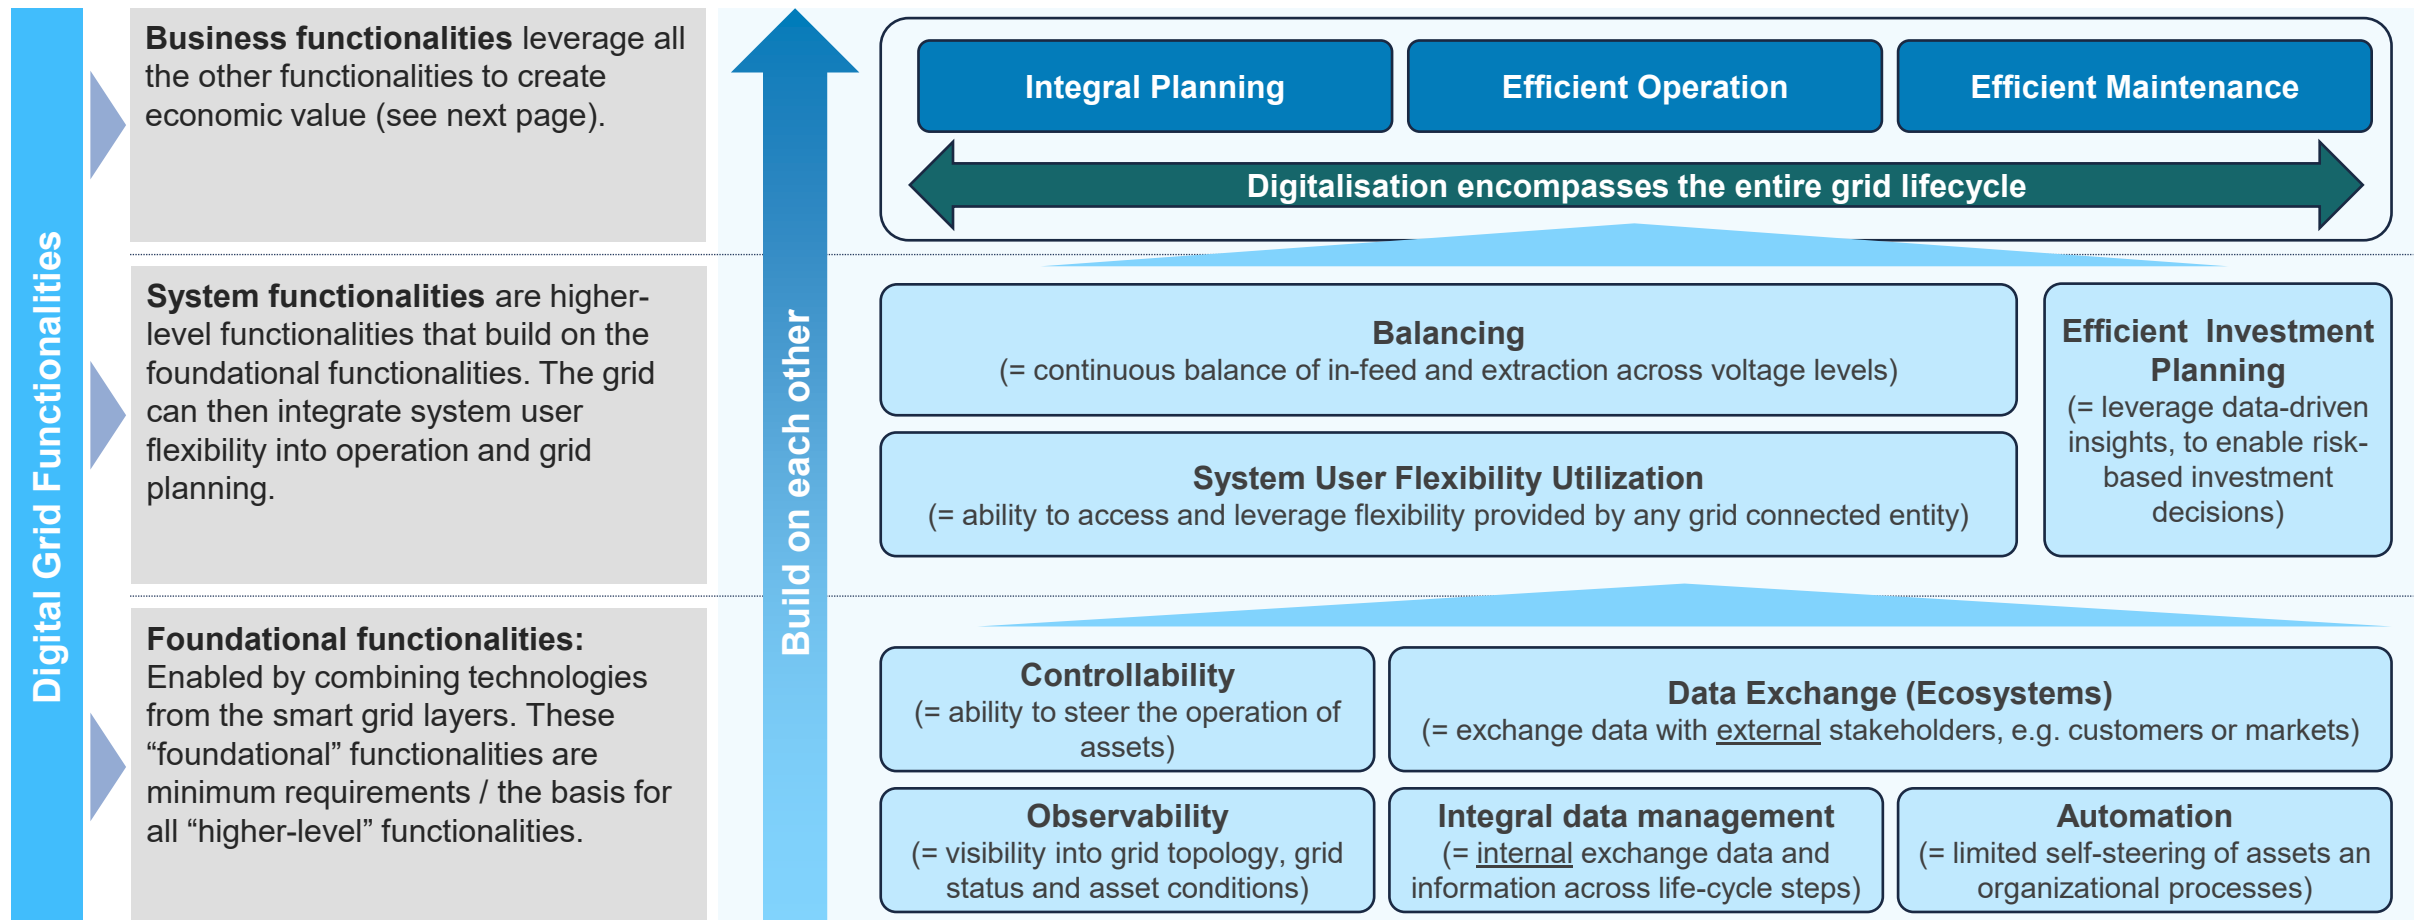 Digital Grid Functionalities
Business functionalities leverage all
the other functionalities to create
economic value (see next page).
System functionalities are higher-
level functionalities that build on the
foundational functionalities. The grid
can then integrate system user
flexibility into operation and grid
planning.
Foundational functionalities:
Enabled by combining technologies
from the smart grid layers. These
“foundational” functionalities are
minimum requirements / the basis for
all “higher-level” functionalities.
Build on each other
Integral Planning
Efficient Operation
Efficient Maintenance
Digitalisation encompasses the entire grid lifecycle
Balancing
(= continuous balance of in-feed and extraction across voltage levels)
System User Flexibility Utilization
(= ability to access and leverage flexibility provided by any grid connected entity)
Efficient  Investment
Planning
(= leverage data-driven
insights, to enable risk-
based investment
decisions)
Controllability
(= ability to steer the operation of
assets)
Data Exchange (Ecosystems)
(= exchange data with external stakeholders, e.g. customers or markets)
Observability
(= visibility into grid topology, grid
status and asset conditions)
Integral data management
(= internal exchange data and
information across life-cycle steps)
Automation
(= limited self-steering of assets an
organizational processes)